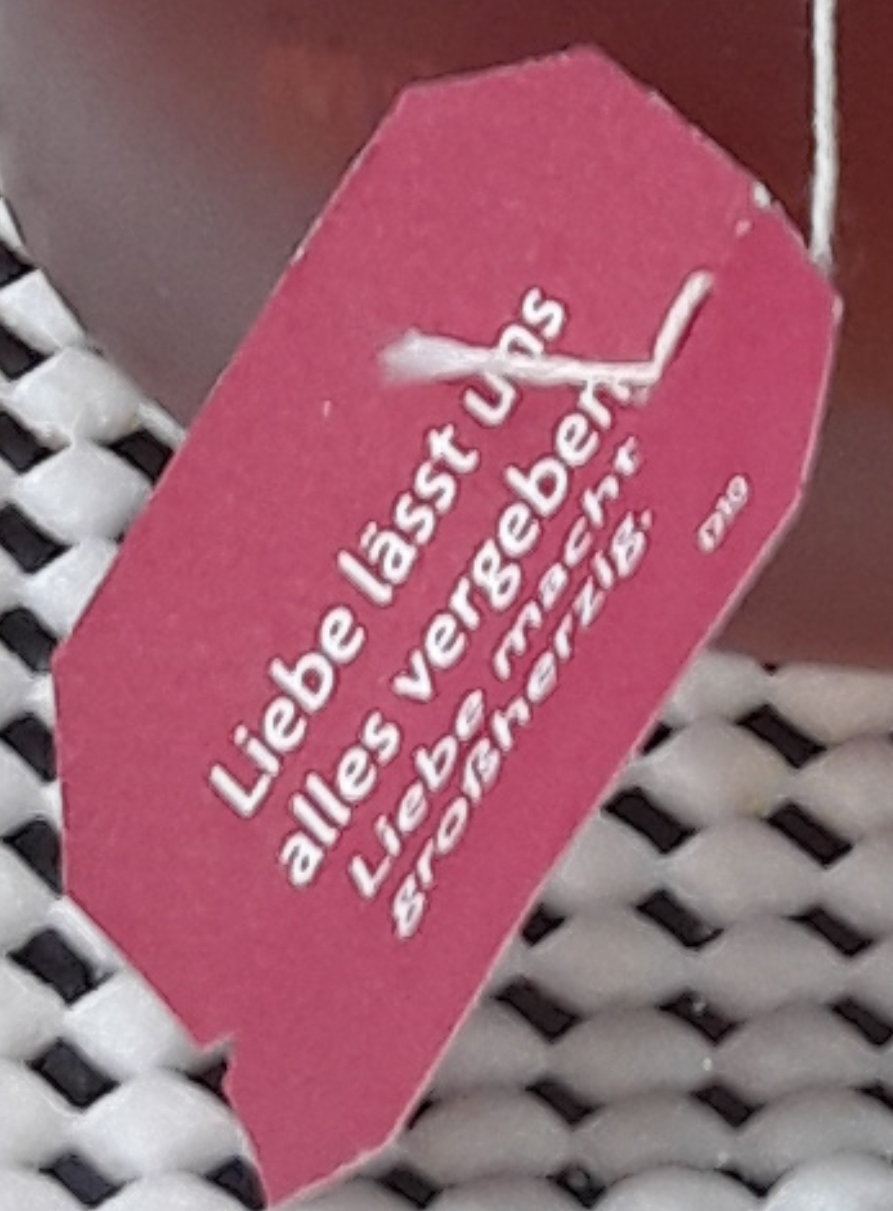 Liebe lässt uns
alles vergeben.
Liebe macht
großherzig.